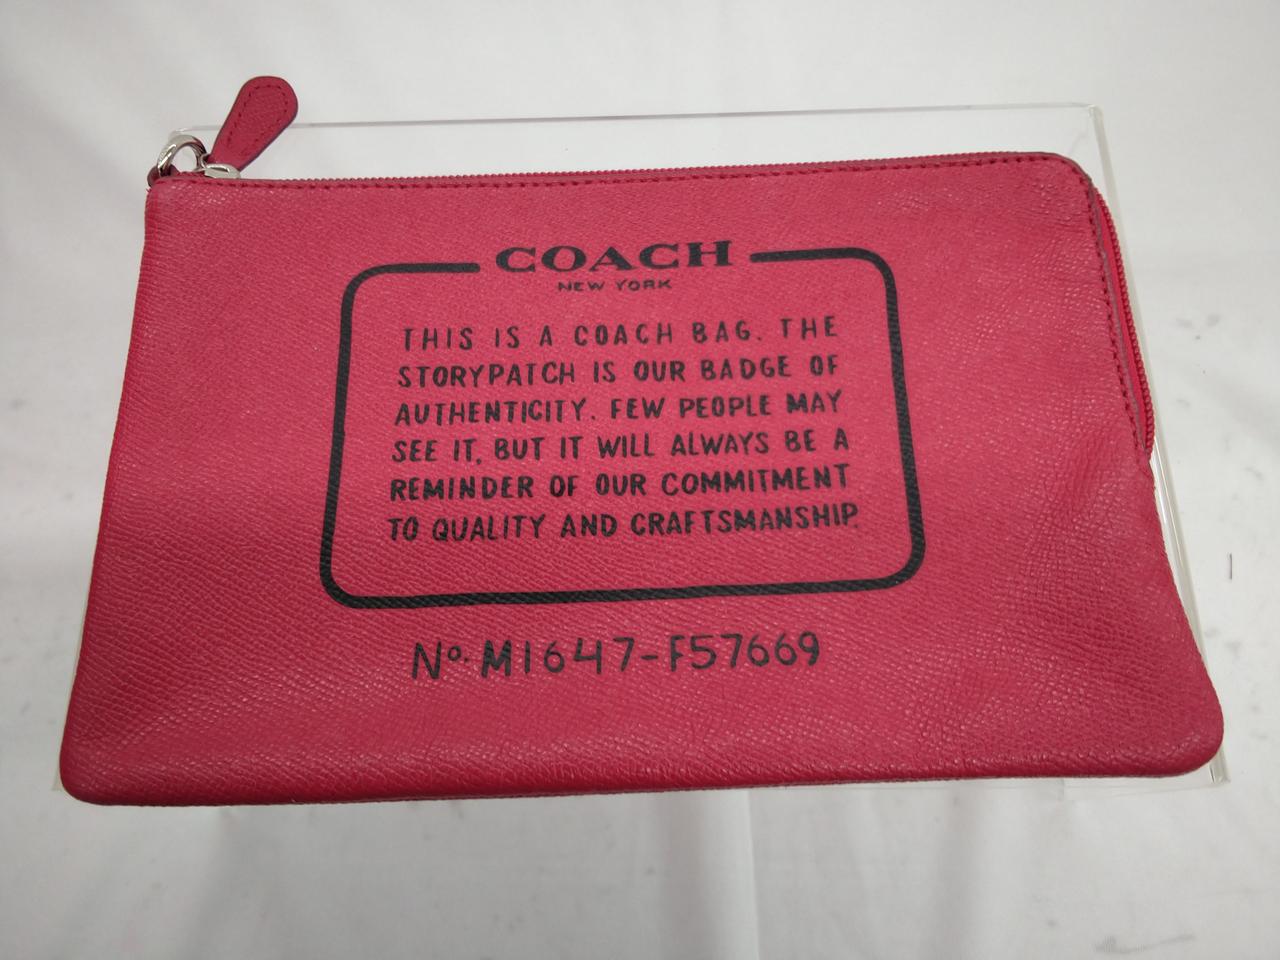 COACH
NEW YORK
THIS IS A COACH BAG. THE
STORYPATCH IS OUR BADGE OF
AUTHENTICITY. FEW PEOPLE MAY
SEE IT, BUT IT WILL ALWAYS BE A
REMINDER OF OUR COMMITMENT
TO QUALITY AND CRAFTSMANSHIP.
Nº. M1647-F57669